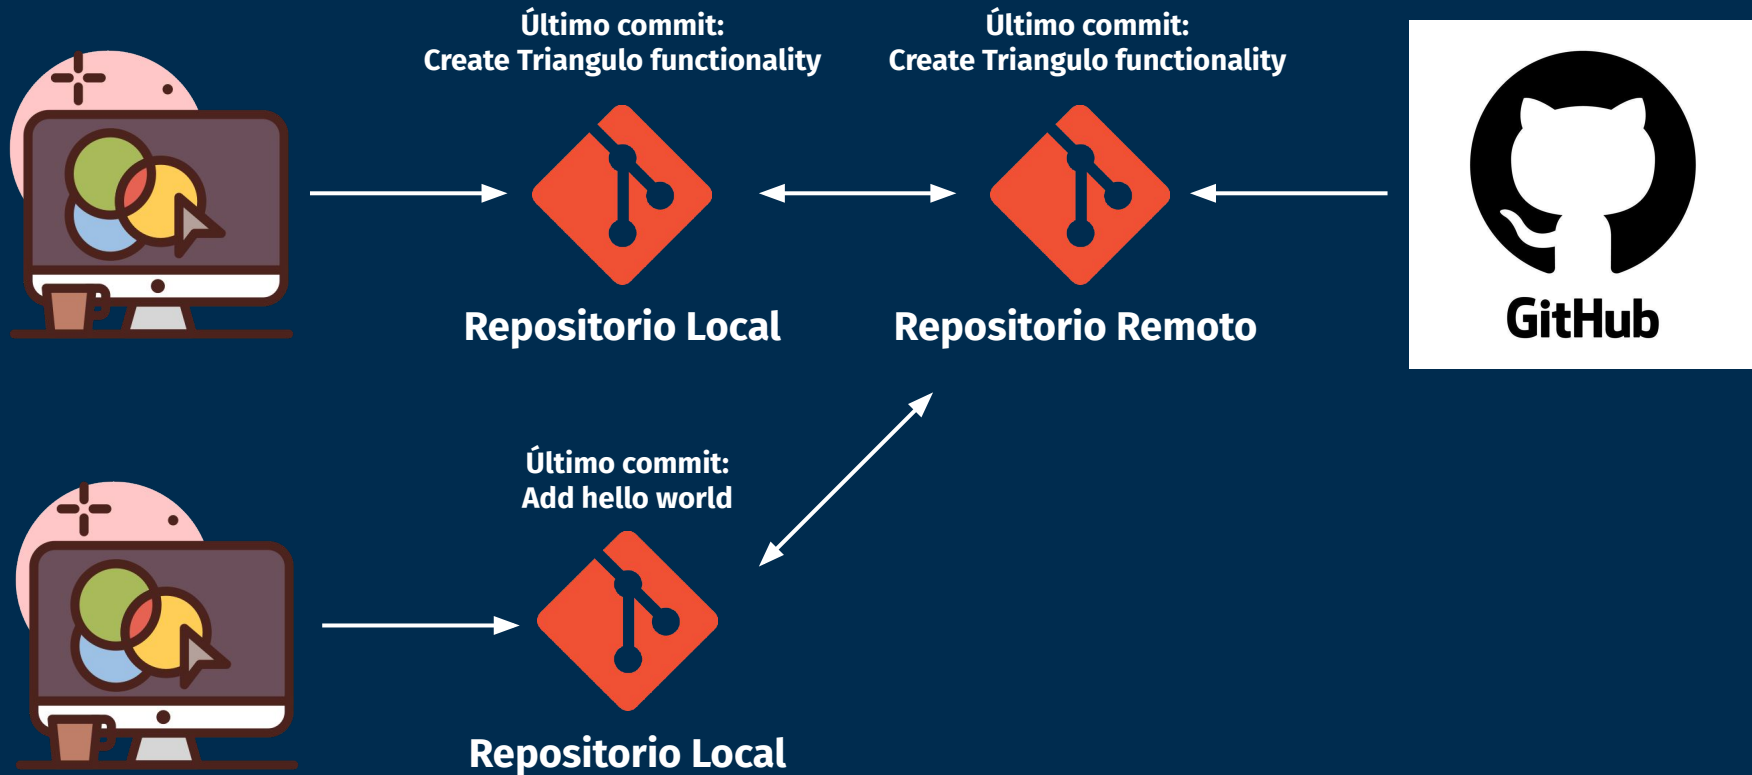 Último commit:
Create Triangulo functionality
Último commit:
Create Triangulo functionality
Repositorio Local
Repositorio Remoto
GitHub
Último commit:
Add hello world
Repositorio Local